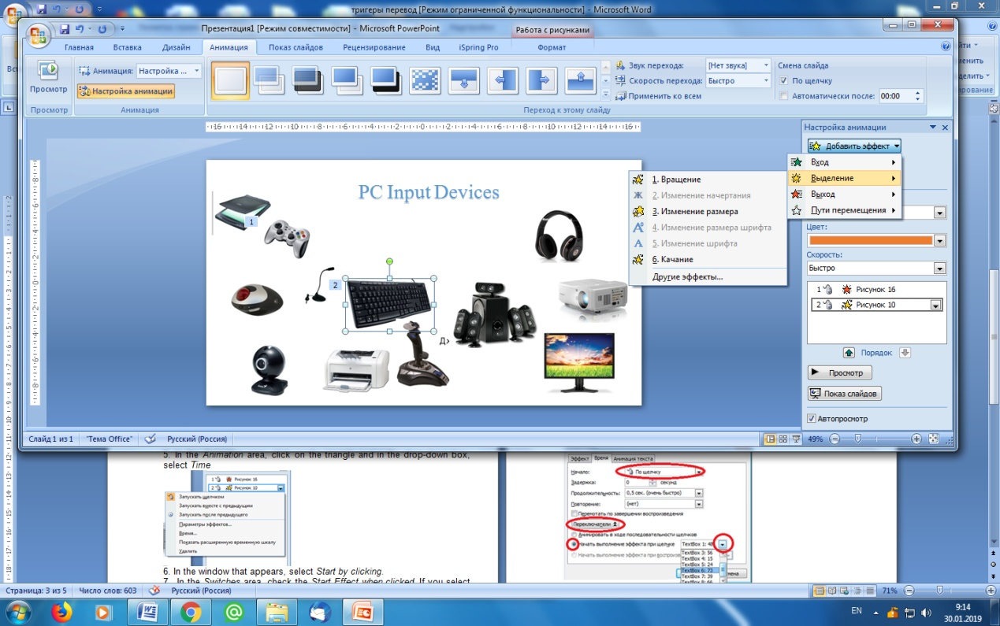 тригеры перевод [Режим ограниченной функциональности] - Microsoft Word
Презентация1 [Режим совместимости] - Microsoft PowerPoint
Работа с рисунками
Главная Вставка Дизайн Анимация Показ слайдов Рецензирование Вид iSpring Pro Формат
Просмотр
Анимация: Настройка ...
Настройка анимации
Звук перехода: [Нет звука]
Скорость перехода: Быстро
Применить ко всем
Смена слайда
По щелчку
Автоматически после: 00:00
Просмотр Анимация Переход к этому слайду
Настройка анимации
Добавить эффект
Вход
Выделение
Выход
Пути перемещения
1. Вращение
2. Изменение начертания
3. Изменение размера
4. Изменение размера шрифта
5. Изменение шрифта
6. Качание
Другие эффекты...
Цвет:
Скорость:
Быстро
1 Рисунок 16
2 Рисунок 10
Порядок
Просмотр
Показ слайдов
Автопросмотр
PC Input Devices
1
2
Д>
Слайд 1 из 1 "Тема Office" Русский (Россия) 49%
5. In the Animation area, click on the triangle and in the drop-down box,
select Time
1 Рисунок 16
2 Рисунок 10
Запускать щелчком
Запускать вместе с предыдущим
Запускать после предыдущего
Параметры эффектов...
Время...
Показать расширенную временную шкалу
Удалить
6. In the window that appears, select Start by clicking.
7. In the Switches area, check the Start Effect when clicked. If you select
Эффект Время Анимация текста
Начало: По щелчку
Задержка: 0 секунд
Продолжительность: 0,5 сек. (очень быстро)
Повторение: (нет)
Перемотать по завершении воспроизведения
Переключатели
Анимировать в ходе последовательности щелчков
Начать выполнение эффекта при щелчке TextBox 1: 48
Начать выполнение эффекта при воспроизв
TextBox 3: 56
TextBox 4: 15
TextBox 5: 24
TextBox 6: 73
TextBox 7: 39
Страница: 3 из 5 Число слов: 603 Русский (Россия) 71%
EN
9:14
30.01.2019